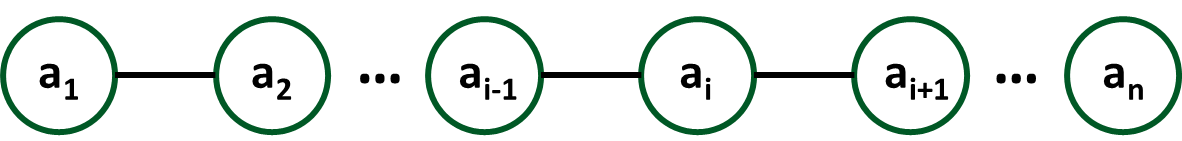 a₁ a₂ ... aᵢ₋₁ aᵢ aᵢ₊₁ ... aₙ